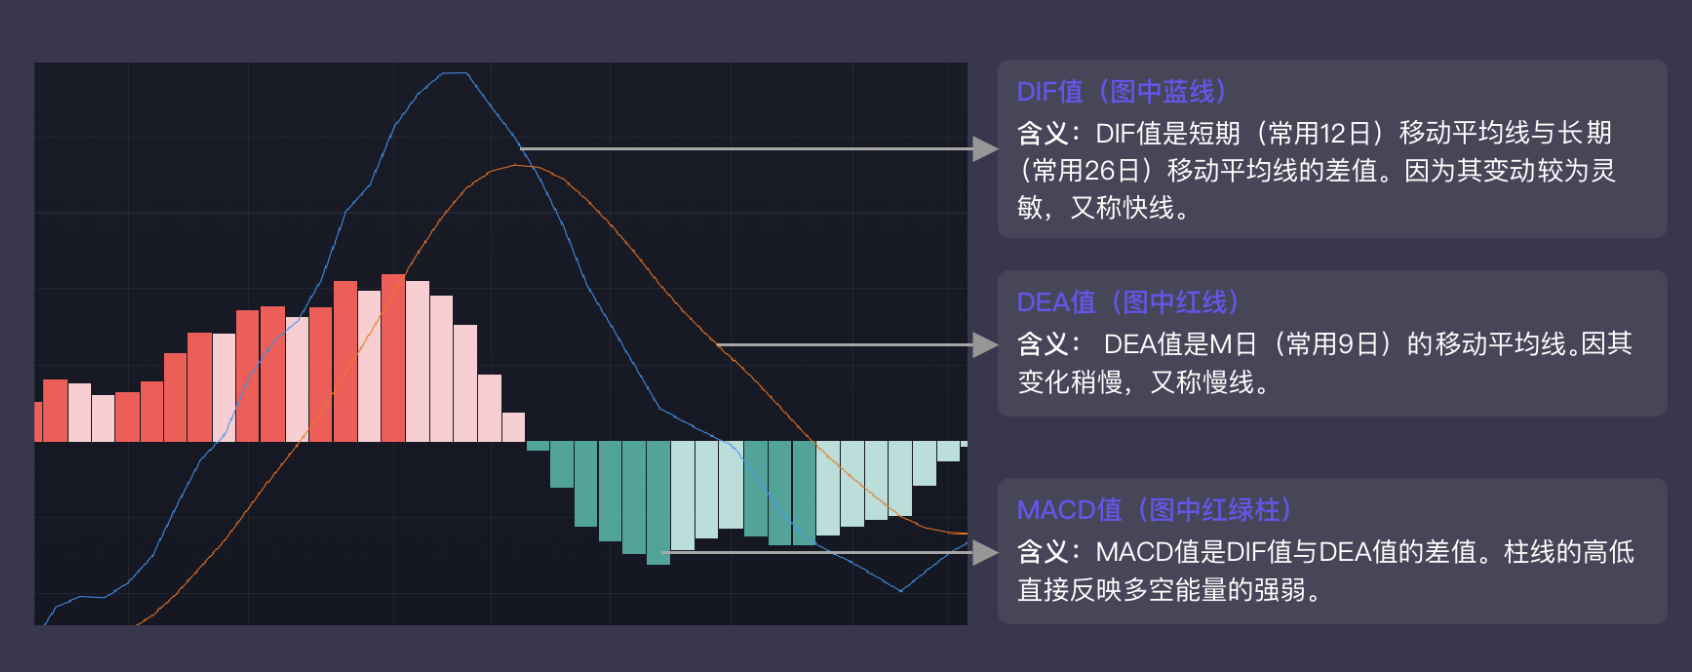 DIF值（图中蓝线）
含义：DIF值是短期（常用12日）移动平均线与长期
（常用26日）移动平均线的差值。因为其变动较为灵
敏，又称快线。
DEA值（图中红线）
含义： DEA值是M日（常用9日）的移动平均线。因其
变化稍慢，又称慢线。
MACD值（图中红绿柱）
含义：MACD值是DIF值与DEA值的差值。柱线的高低
直接反映多空能量的强弱。